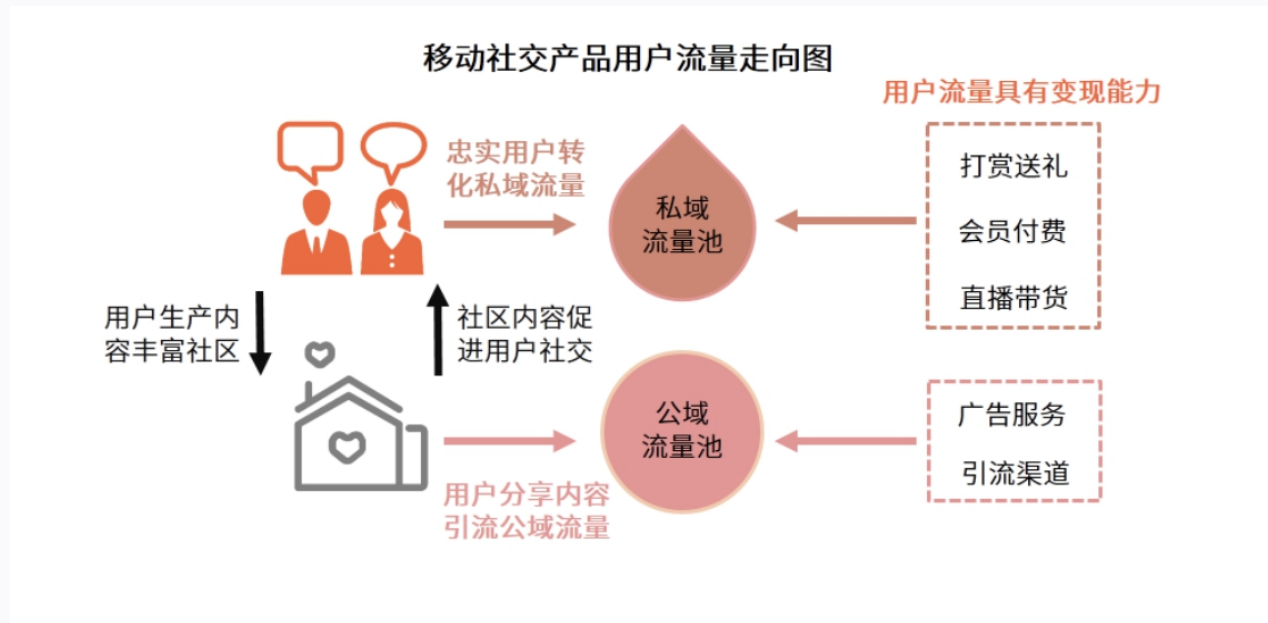 移动社交产品用户流量走向图
用户流量具有变现能力
忠实用户转
化私域流量
私域
流量池
打赏送礼
会员付费
直播带货
用户生产内
容丰富社区
社区内容促
进用户社交
公域
流量池
广告服务
引流渠道
用户分享内容
引流公域流量